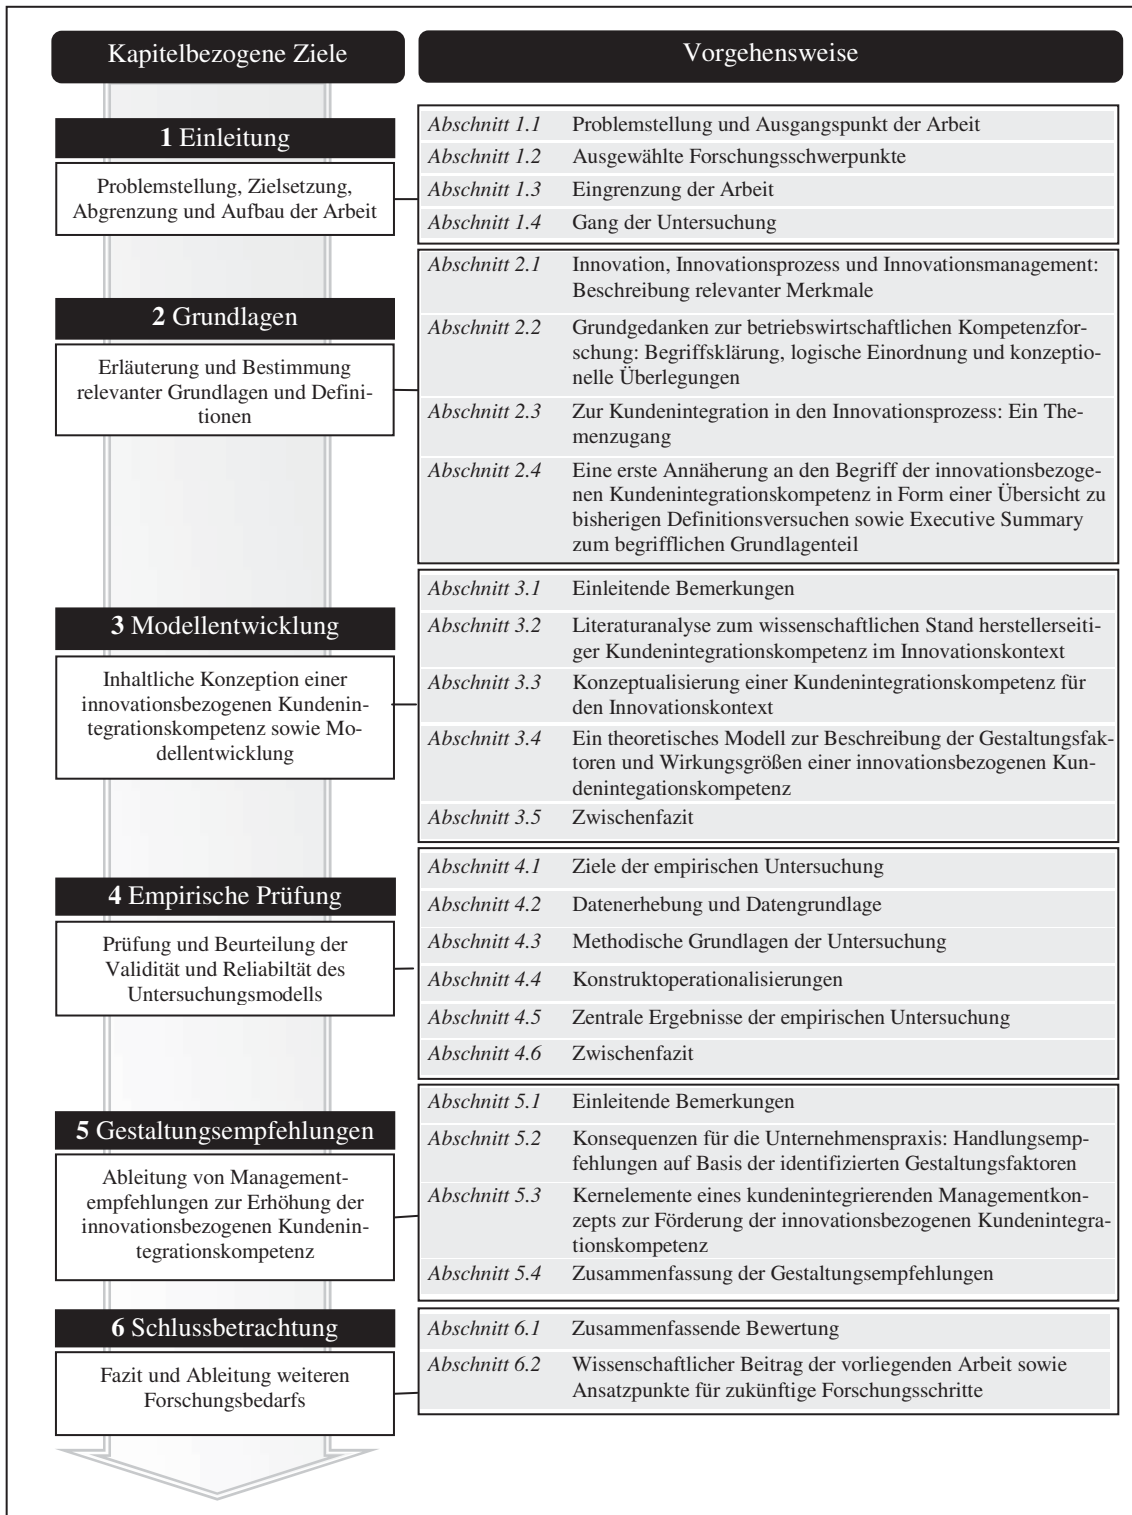 Kapitelbezogene Ziele
Vorgehensweise
1 Einleitung
Problemstellung, Zielsetzung,
Abgrenzung und Aufbau der Arbeit
Abschnitt 1.1 Problemstellung und Ausgangspunkt der Arbeit
Abschnitt 1.2 Ausgewählte Forschungsschwerpunkte
Abschnitt 1.3 Eingrenzung der Arbeit
Abschnitt 1.4 Gang der Untersuchung
2 Grundlagen
Erläuterung und Bestimmung
relevanter Grundlagen und Defini-
tionen
Abschnitt 2.1 Innovation, Innovationsprozess und Innovationsmanagement:
Beschreibung relevanter Merkmale
Abschnitt 2.2 Grundgedanken zur betriebswirtschaftlichen Kompetenzfor-
schung: Begriffsklärung, logische Einordnung und konzeptio-
nelle Überlegungen
Abschnitt 2.3 Zur Kundenintegration in den Innovationsprozess: Ein The-
menzugang
Abschnitt 2.4 Eine erste Annäherung an den Begriff der innovationsbezoge-
nen Kundenintegrationskompetenz in Form einer Übersicht zu
bisherigen Definitionsversuchen sowie Executive Summary
zum begrifflichen Grundlagenteil
3 Modellentwicklung
Inhaltliche Konzeption einer
innovationsbezogenen Kundenin-
tegrationskompetenz sowie Mo-
dellentwicklung
Abschnitt 3.1 Einleitende Bemerkungen
Abschnitt 3.2 Literaturanalyse zum wissenschaftlichen Stand herstellerseiti-
ger Kundenintegrationskompetenz im Innovationskontext
Abschnitt 3.3 Konzeptualisierung einer Kundenintegrationskompetenz für
den Innovationskontext
Abschnitt 3.4 Ein theoretisches Modell zur Beschreibung der Gestaltungsfak-
toren und Wirkungsgrößen einer innovationsbezogenen Kun-
denintegationskompetenz
Abschnitt 3.5 Zwischenfazit
4 Empirische Prüfung
Prüfung und Beurteilung der
Validität und Reliabiltät des
Untersuchungsmodells
Abschnitt 4.1 Ziele der empirischen Untersuchung
Abschnitt 4.2 Datenerhebung und Datengrundlage
Abschnitt 4.3 Methodische Grundlagen der Untersuchung
Abschnitt 4.4 Konstruktoperationalisierungen
Abschnitt 4.5 Zentrale Ergebnisse der empirischen Untersuchung
Abschnitt 4.6 Zwischenfazit
5 Gestaltungsempfehlungen
Ableitung von Management-
empfehlungen zur Erhöhung der
innovationsbezogenen Kundenin-
tegrationskompetenz
Abschnitt 5.1 Einleitende Bemerkungen
Abschnitt 5.2 Konsequenzen für die Unternehmenspraxis: Handlungsemp-
fehlungen auf Basis der identifizierten Gestaltungsfaktoren
Abschnitt 5.3 Kernelemente eines kundenintegrierenden Managementkon-
zepts zur Förderung der innovationsbezogenen Kundenintegra-
tionskompetenz
Abschnitt 5.4 Zusammenfassung der Gestaltungsempfehlungen
6 Schlussbetrachtung
Fazit und Ableitung weiteren
Forschungsbedarfs
Abschnitt 6.1 Zusammenfassende Bewertung
Abschnitt 6.2 Wissenschaftlicher Beitrag der vorliegenden Arbeit sowie
Ansatzpunkte für zukünftige Forschungsschritte